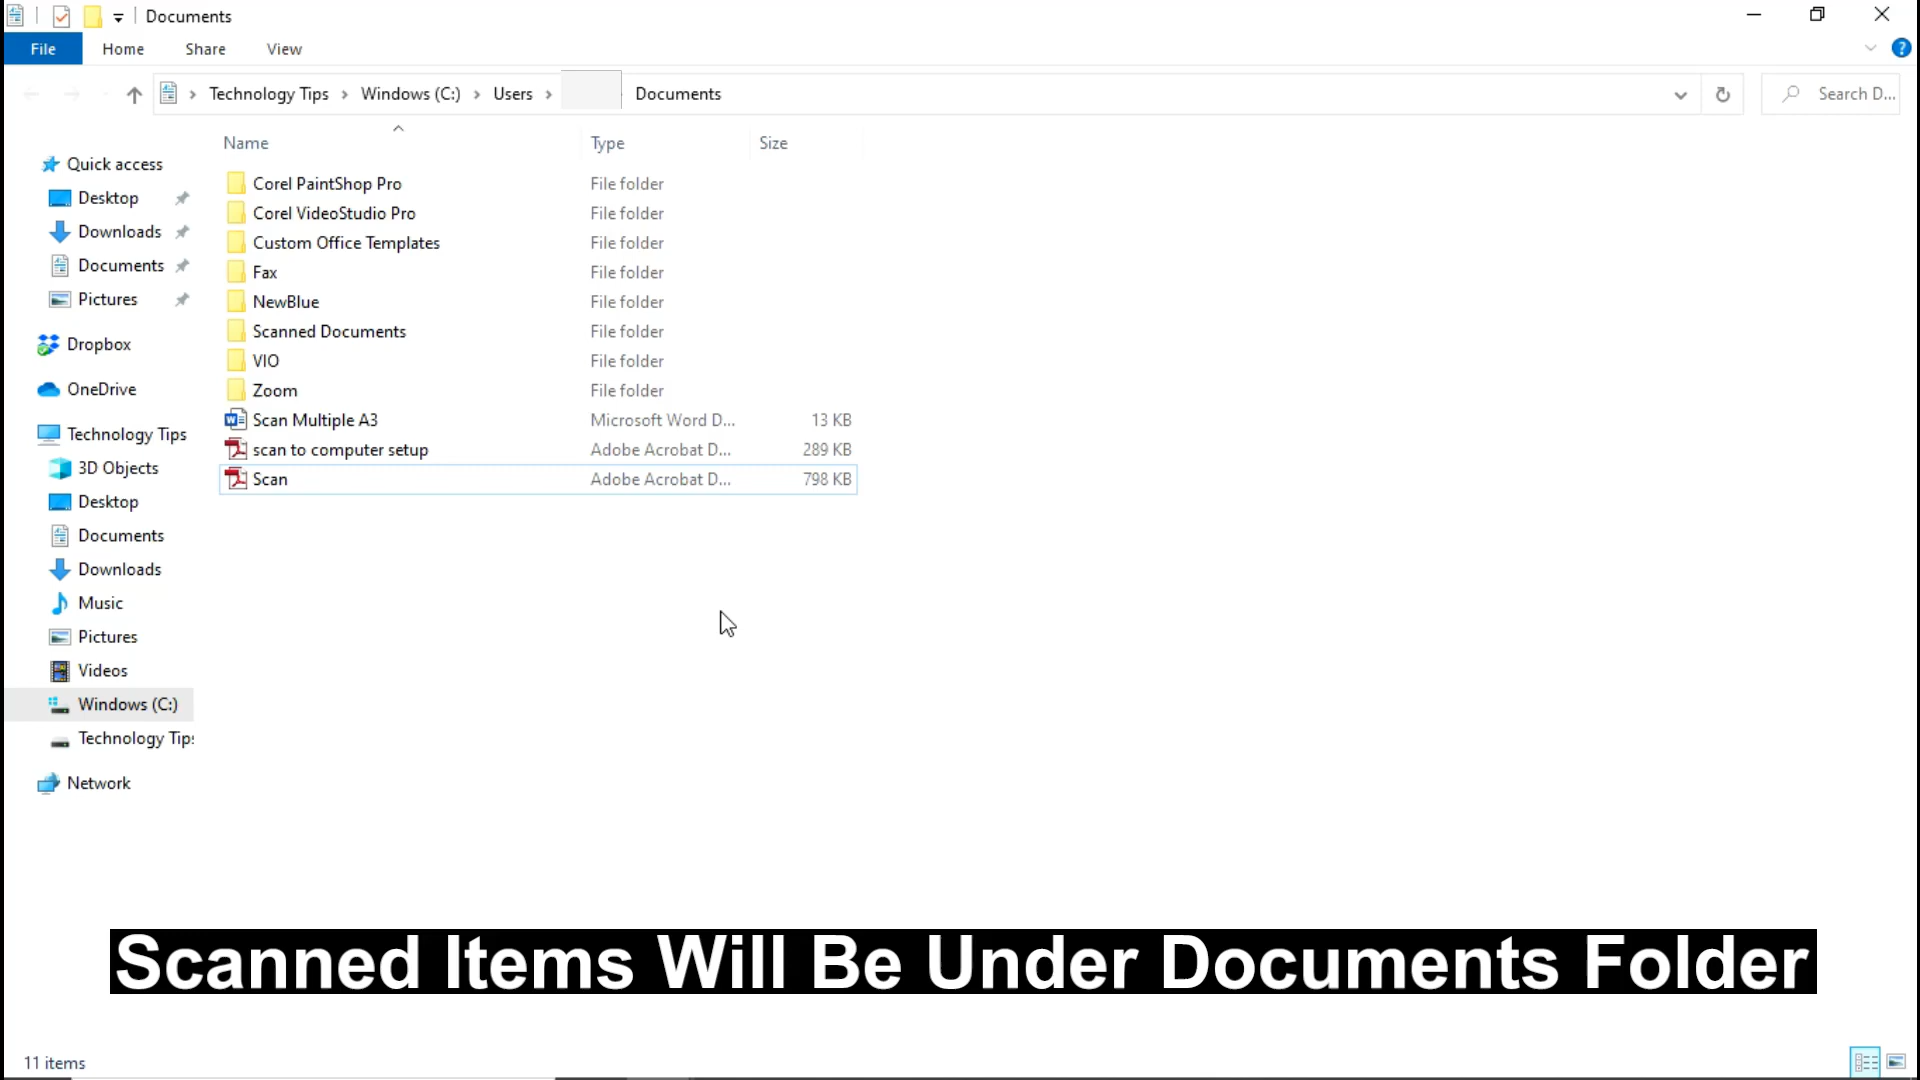 Documents
File Home Share View
Technology Tips > Windows (C:) > Users > Documents
Search D...
Name Type Size
Quick access
Desktop
Downloads
Documents
Pictures
Dropbox
OneDrive
Technology Tips
3D Objects
Desktop
Documents
Downloads
Music
Pictures
Videos
Windows (C:)
Technology Tips
Network
Corel PaintShop Pro File folder
Corel VideoStudio Pro File folder
Custom Office Templates File folder
Fax File folder
NewBlue File folder
Scanned Documents File folder
VIO File folder
Zoom File folder
Scan Multiple A3 Microsoft Word D... 13 KB
scan to computer setup Adobe Acrobat D... 289 KB
Scan Adobe Acrobat D... 798 KB
Scanned Items Will Be Under Documents Folder
11 items